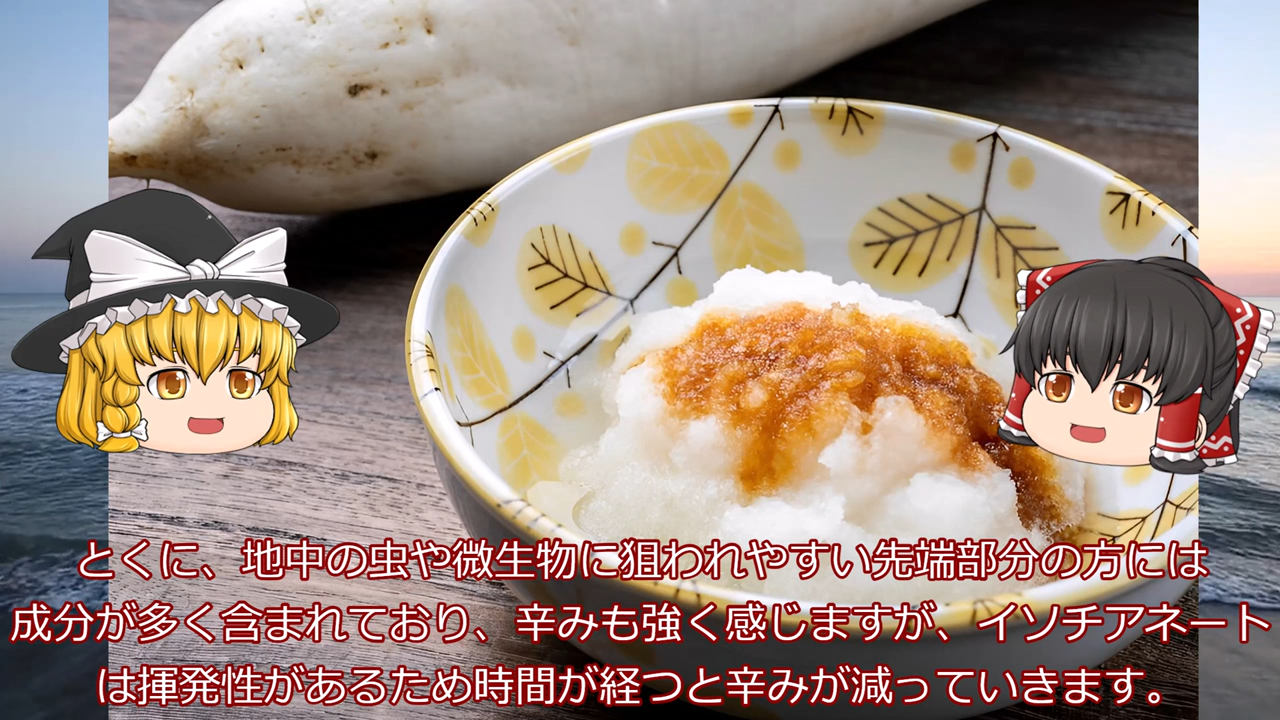 とくに、地中の虫や微生物に狙われやすい先端部分の方には
成分が多く含まれており、辛みも強く感じますが、イソチアネート
は揮発性があるため時間が経つと辛みが減っていきます。